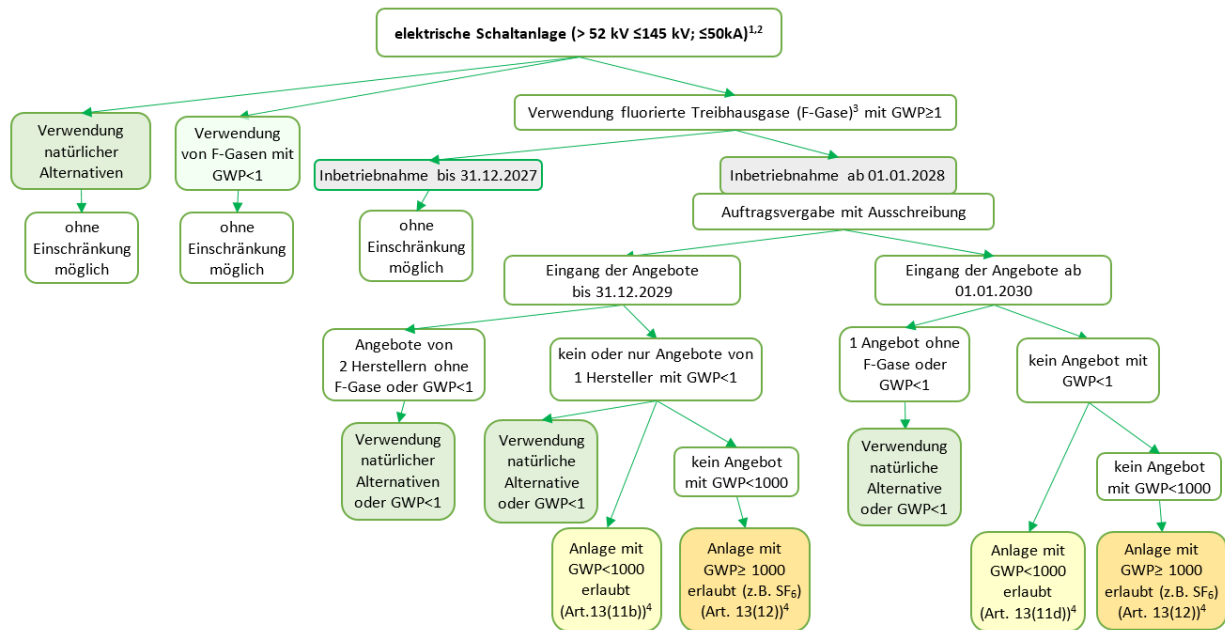 elektrische Schaltanlage (> 52 kV ≤145 kV; ≤50kA)¹,²
Verwendung
natürlicher
Alternativen
Verwendung
von F-Gasen mit
GWP<1
Verwendung fluorierte Treibhausgase (F-Gase)³ mit GWP≥1
Inbetriebnahme bis 31.12.2027
Inbetriebnahme ab 01.01.2028
Auftragsvergabe mit Ausschreibung
ohne
Einschränkung
möglich
ohne
Einschränkung
möglich
ohne
Einschränkung
möglich
Eingang der Angebote
bis 31.12.2029
Eingang der Angebote ab
01.01.2030
Angebote von
2 Herstellern ohne
F-Gase oder GWP<1
kein oder nur Angebote von
1 Hersteller mit GWP<1
1 Angebot ohne
F-Gase oder
GWP<1
kein Angebot mit
GWP<1
Verwendung
natürlicher
Alternativen
oder GWP<1
Verwendung
natürliche
Alternative
oder GWP<1
kein Angebot
mit GWP<1000
Verwendung
natürliche
Alternative
oder GWP<1
kein Angebot
mit GWP<1000
Anlage mit
GWP<1000
erlaubt
(Art.13(11b))⁴
Anlage mit
GWP≥ 1000
erlaubt (z.B. SF₆)
(Art. 13(12))⁴
Anlage mit
GWP<1000
erlaubt
(Art. 13(11d))⁴
Anlage mit
GWP≥ 1000
erlaubt (z.B. SF₆)
(Art. 13(12))⁴